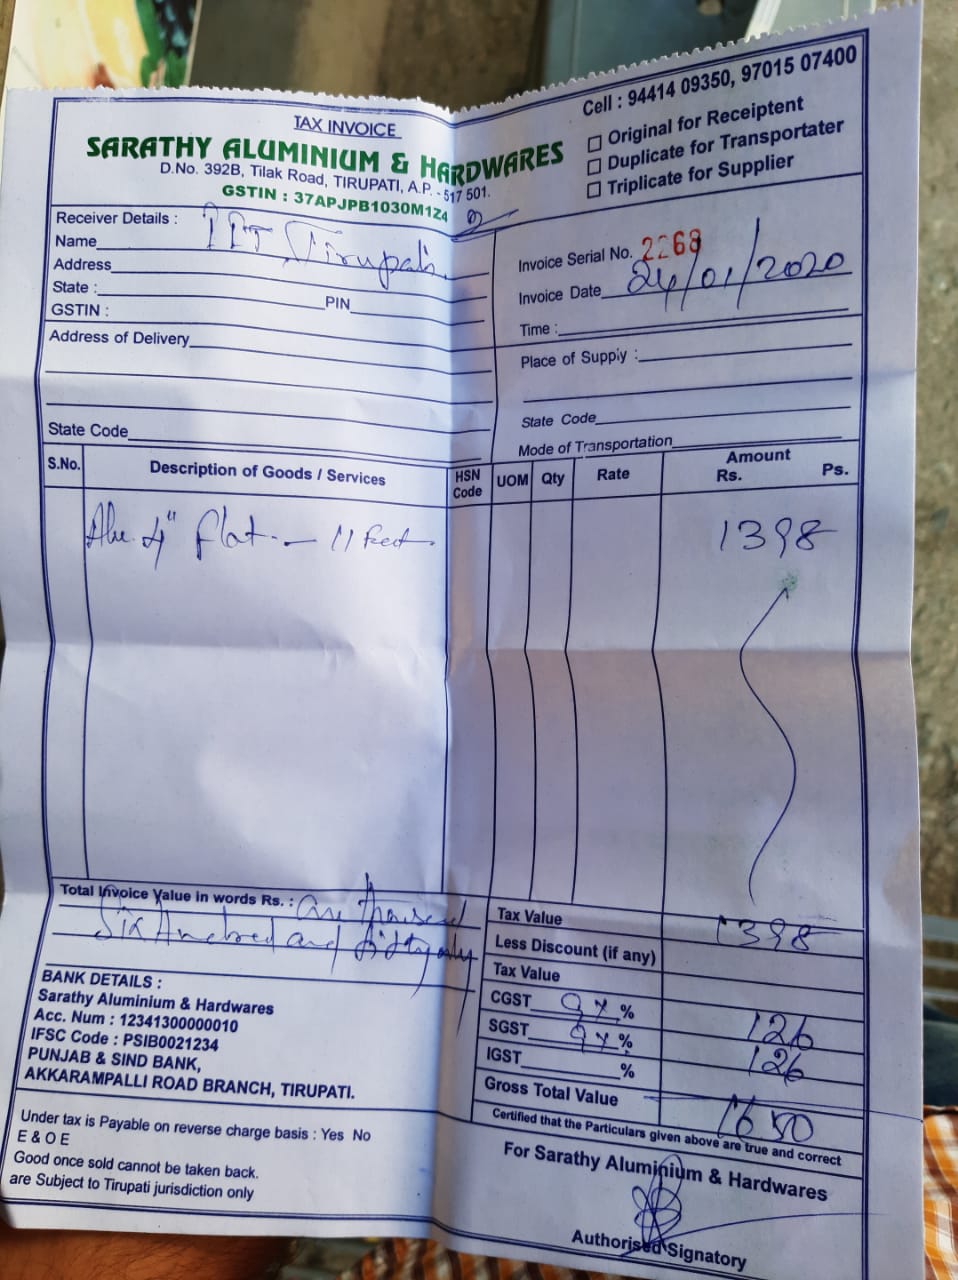 TAX INVOICE
Cell : 94414 09350, 97015 07400
SARATHY ALUMINIUM & HARDWARES
D.No. 392B, Tilak Road, TIRUPATI, A.P. - 517 501.
GSTIN : 37APJPB1030M1Z4
Original for Receiptent
Duplicate for Transportater
Triplicate for Supplier
Receiver Details :
Name IIT Tirupati
Address
State : PIN
GSTIN :
Address of Delivery
State Code
Invoice Serial No. 2268
Invoice Date 24/01/2020
Time :
Place of Supply :
State Code
Mode of Transportation
S.No. Description of Goods / Services HSN Code UOM Qty Rate Amount Rs. Ps.
Alu. 4" Flat - 11 feet 1398
Total Invoice Value in words Rs. : One Thousand
Six Hundred and fifty only
Tax Value 1398
Less Discount (if any)
Tax Value
CGST 9% % 126
SGST 9% % 126
IGST %
Gross Total Value 1650
BANK DETAILS :
Sarathy Aluminium & Hardwares
Acc. Num : 12341300000010
IFSC Code : PSIB0021234
PUNJAB & SIND BANK,
AKKARAMPALLI ROAD BRANCH, TIRUPATI.
Certified that the Particulars given above are true and correct
Under tax is Payable on reverse charge basis : Yes No
E & O E
Good once sold cannot be taken back.
are Subject to Tirupati jurisdiction only
For Sarathy Aluminium & Hardwares
Authorised Signatory